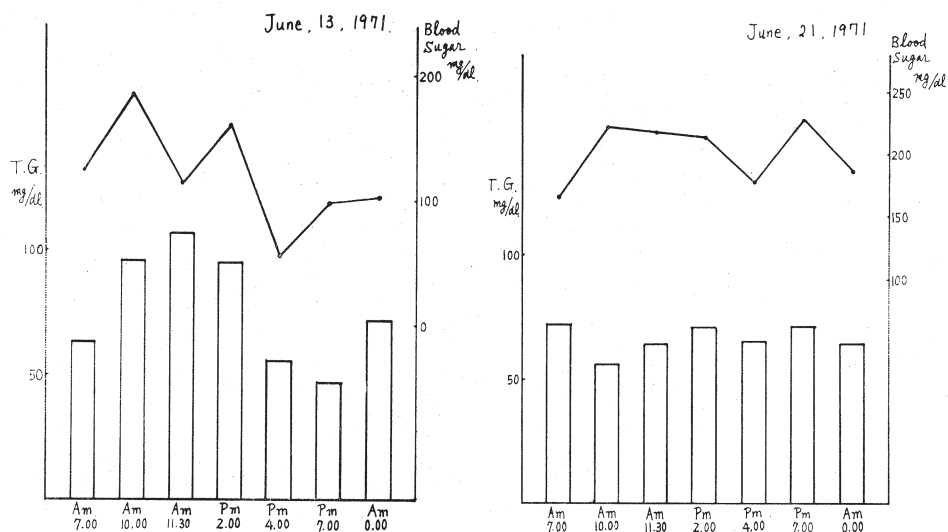 June, 13, 1971.
Blood
Sugar
mg/dl.
200
100
0
T.G.
mg/dl
100
50
Am Am Am Pm Pm Pm Am
7.00 10.00 11.30 2.00 4.00 7.00 0.00
June, 21, 1971
Blood
Sugar
mg/dl
250
200
150
100
T.G.
mg/dl
100
50
Am Am Am Pm Pm Pm Am
7.00 10.00 11.30 2.00 4.00 7.00 0.00